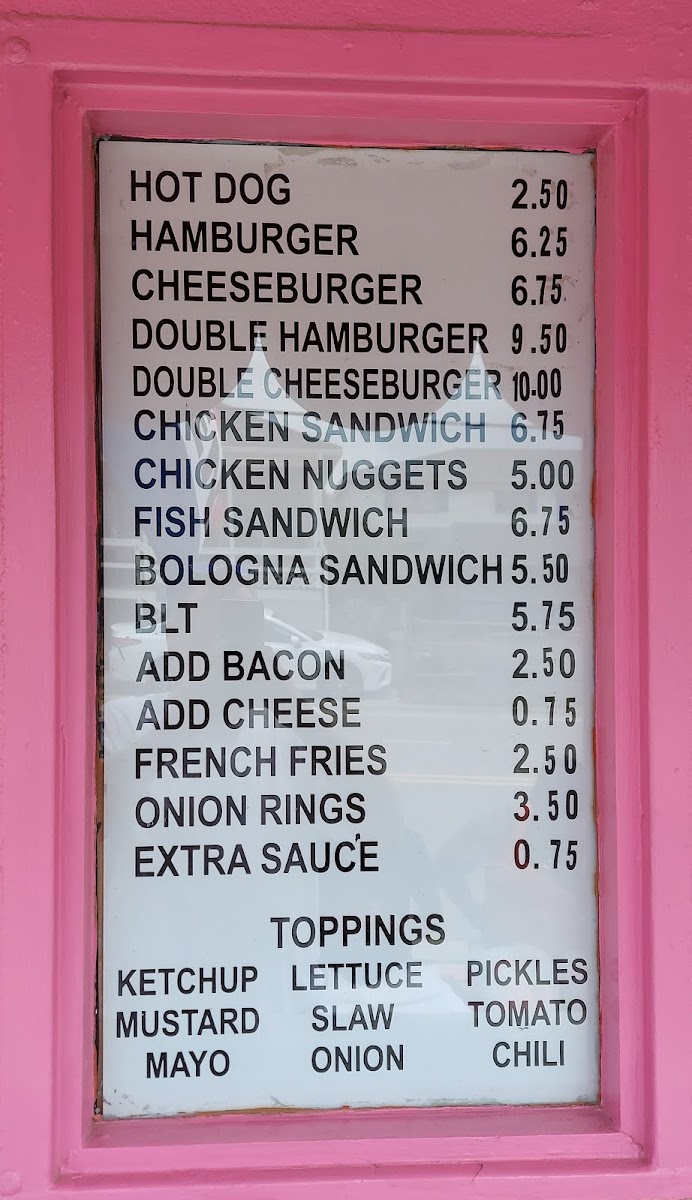 HOT DOG 2.50
HAMBURGER 6.25
CHEESEBURGER 6.75
DOUBLE HAMBURGER 9.50
DOUBLE CHEESEBURGER 10.00
CHICKEN SANDWICH 6.75
CHICKEN NUGGETS 5.00
FISH SANDWICH 6.75
BOLOGNA SANDWICH 5.50
BLT 5.75
ADD BACON 2.50
ADD CHEESE 0.75
FRENCH FRIES 2.50
ONION RINGS 3.50
EXTRA SAUCE 0.75
TOPPINGS
KETCHUP LETTUCE PICKLES
MUSTARD SLAW TOMATO
MAYO ONION CHILI